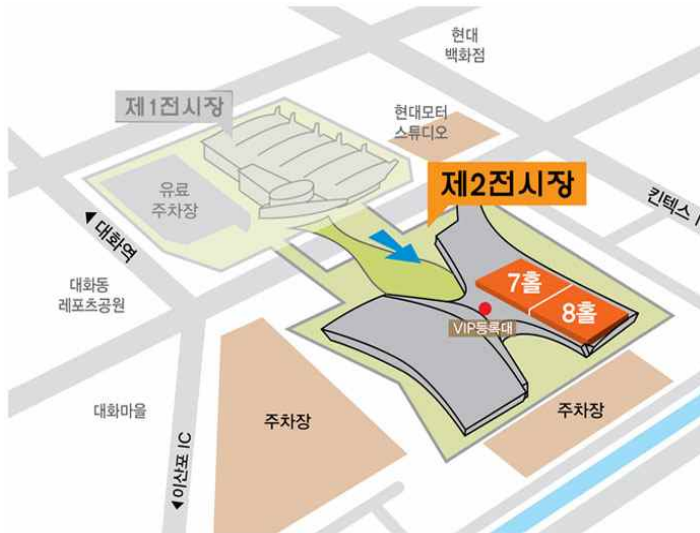 현대
백화점
제1전시장
현대모터
스튜디오
제2전시장
유료
주차장
킨텍스 I
◀ 대화역
대화동
레포츠공원
7홀
8홀
VIP등록대
대화마을
주차장
주차장
◀이산포 IC